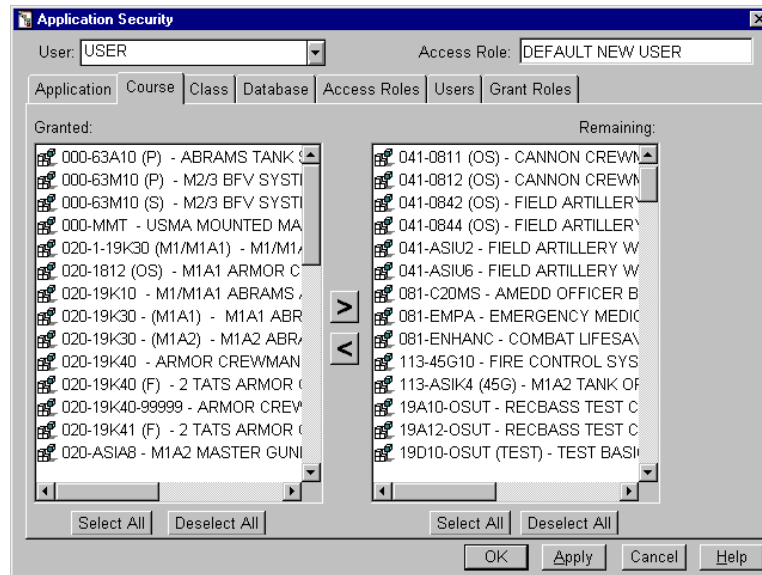 Application Security
User: USER
Access Role: DEFAULT NEW USER
Application Course Class Database Access Roles Users Grant Roles
Granted:
000-63A10 (P) - ABRAMS TANK S
000-63M10 (P) - M2/3 BFV SYSTI
000-63M10 (S) - M2/3 BFV SYSTI
000-MMT - USMA MOUNTED MA
020-1-19K30 (M1/M1A1) - M1/M1
020-1812 (OS) - M1A1 ARMOR C
020-19K10 - M1/M1A1 ABRAMS
020-19K30 - (M1A1) - M1A1 ABR
020-19K30 - (M1A2) - M1A2 ABRA
020-19K40 - ARMOR CREWMAN
020-19K40 (F) - 2 TATS ARMOR
020-19K40-99999 - ARMOR CREW
020-19K41 (F) - 2 TATS ARMOR
020-ASIA8 - M1A2 MASTER GUN
Select All Deselect All
>
<
Remaining:
041-0811 (OS) - CANNON CREW
041-0812 (OS) - CANNON CREW
041-0842 (OS) - FIELD ARTILLERY
041-0844 (OS) - FIELD ARTILLERY
041-ASIU2 - FIELD ARTILLERY W
041-ASIU6 - FIELD ARTILLERY W
081-C20MS - AMEDD OFFICER B
081-EMPA - EMERGENCY MEDIC
081-ENHANC - COMBAT LIFESAV
113-45G10 - FIRE CONTROL SYS
113-ASIK4 (45G) - M1A2 TANK OF
19A10-OSUT - RECBASS TEST C
19A12-OSUT - RECBASS TEST C
19D10-OSUT (TEST) - TEST BASI
Select All Deselect All
OK Apply Cancel Help